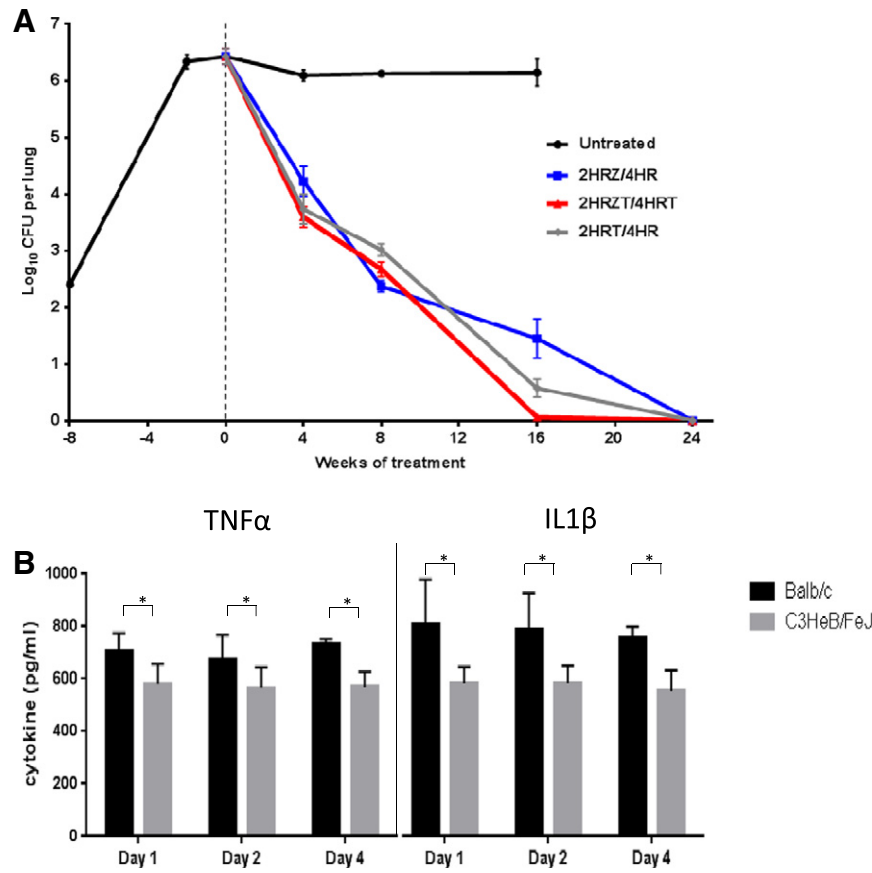 A
Log10 CFU per lung
7
6
5
4
3
2
1
0
-8 -4 0 4 8 12 16 20 24
Weeks of treatment
Untreated
2HRZ/4HR
2HRZT/4HRT
2HRT/4HR
TNFα IL1β
B
cytokine (pg/ml)
1000
800
600
400
200
0
* * * * * *
Day 1 Day 2 Day 4 Day 1 Day 2 Day 4
Balb/c
C3HeB/FeJ